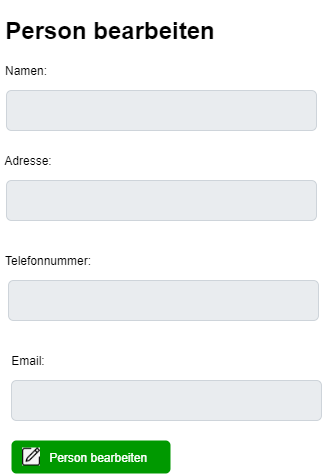 Person bearbeiten
Namen:
Adresse:
Telefonnummer:
Email:
Person bearbeiten